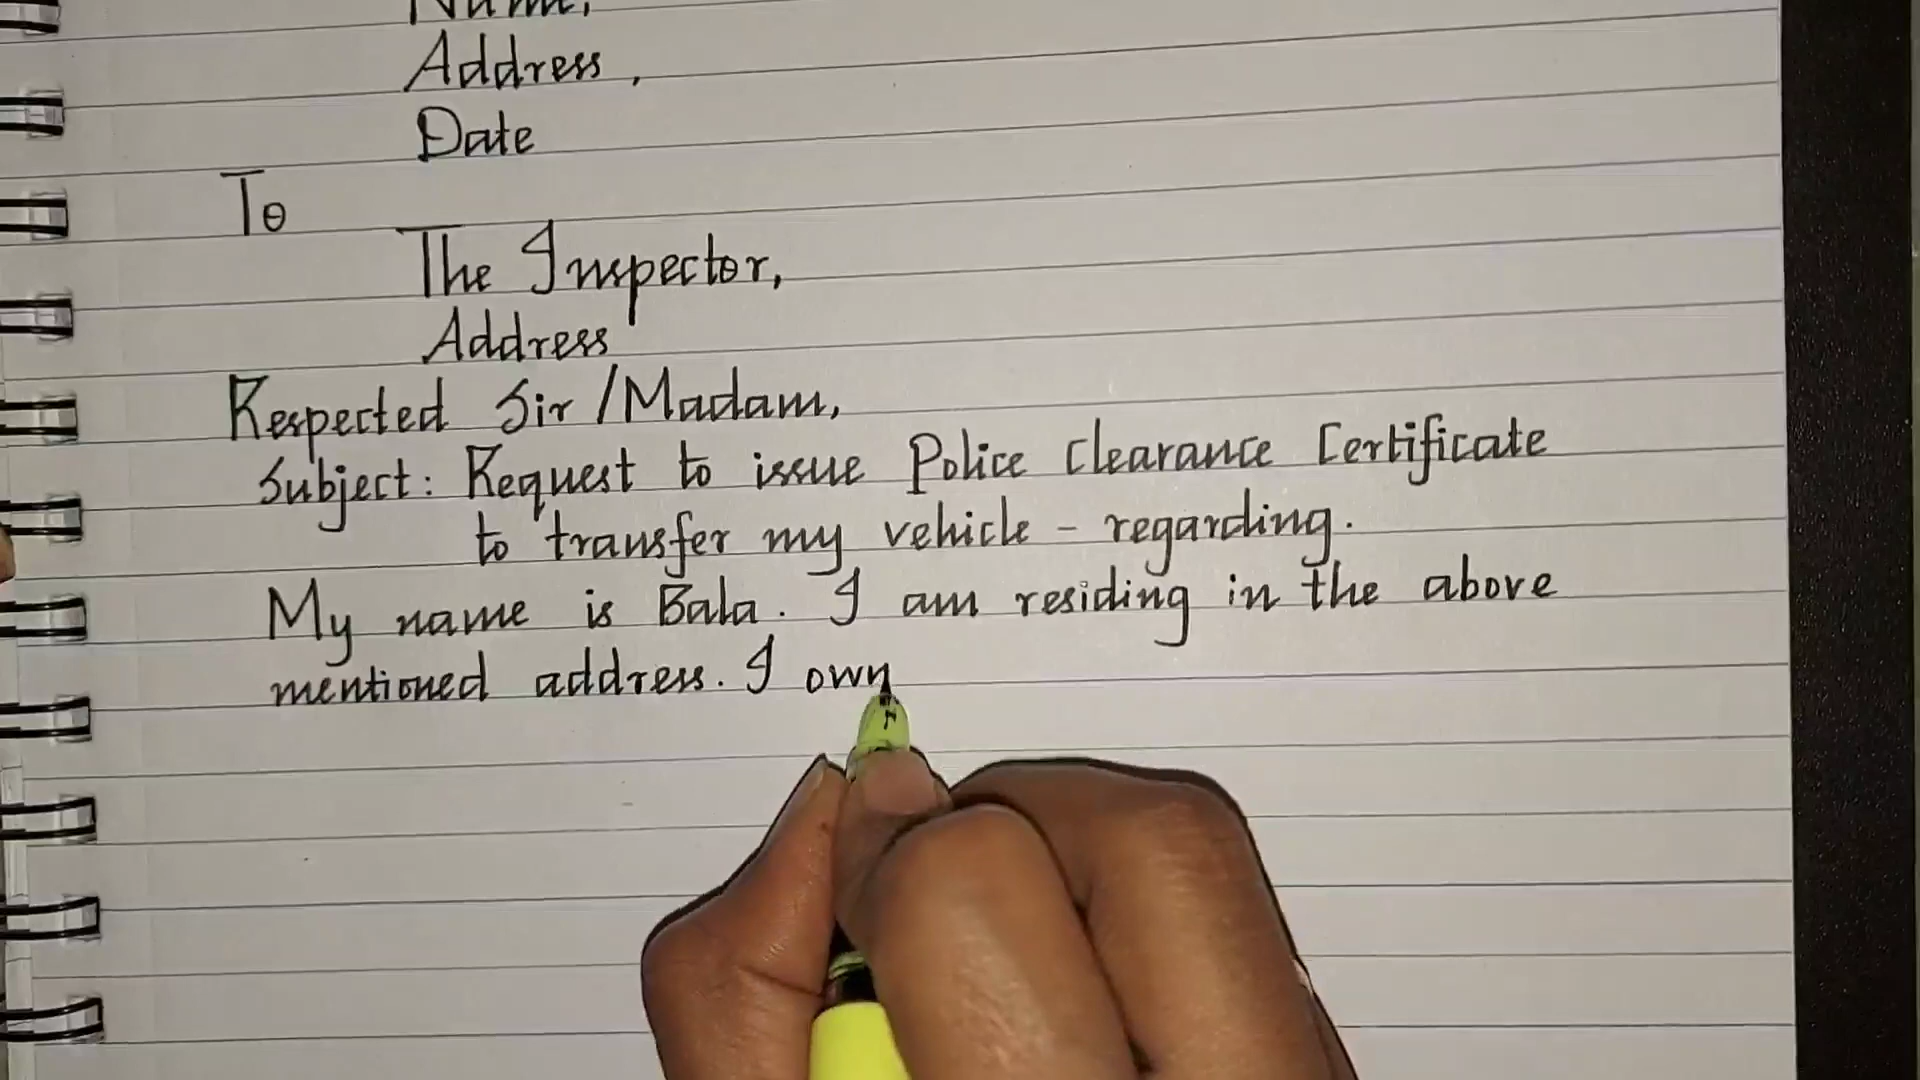 Name,
Address,
Date
To
The Inspector,
Address
Respected Sir/Madam,
Subject: Request to issue Police Clearance Certificate
to transfer my vehicle - regarding.
My name is Bala. I am residing in the above
mentioned address. I own